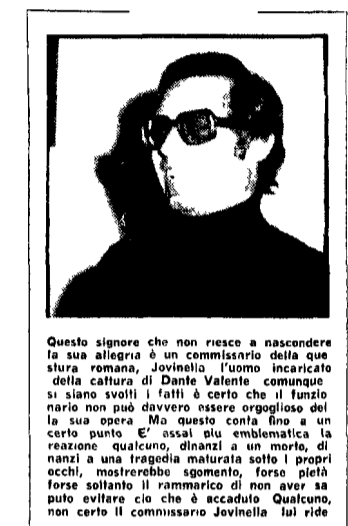 Questo signore che non riesce a nascondere
la sua allegria è un commissario della que
stura romana, Jovinella l'uomo incaricato
della cattura di Dante Valente comunque
si siano svolti i fatti è certo che il funzio
nario non può davvero essere orgoglioso del
la sua opera Ma questo conta fino a un
certo punto E' assai piu emblematica la
reazione qualcuno, dinanzi a un morto, di
nanzi a una tragedia maturata sotto i propri
occhi, mostrerebbe sgomento, forse pietà
forse soltanto il rammarico di non aver sa
puto evitare cio che è accaduto Qualcuno,
non certo il commissario Jovinella lui ride